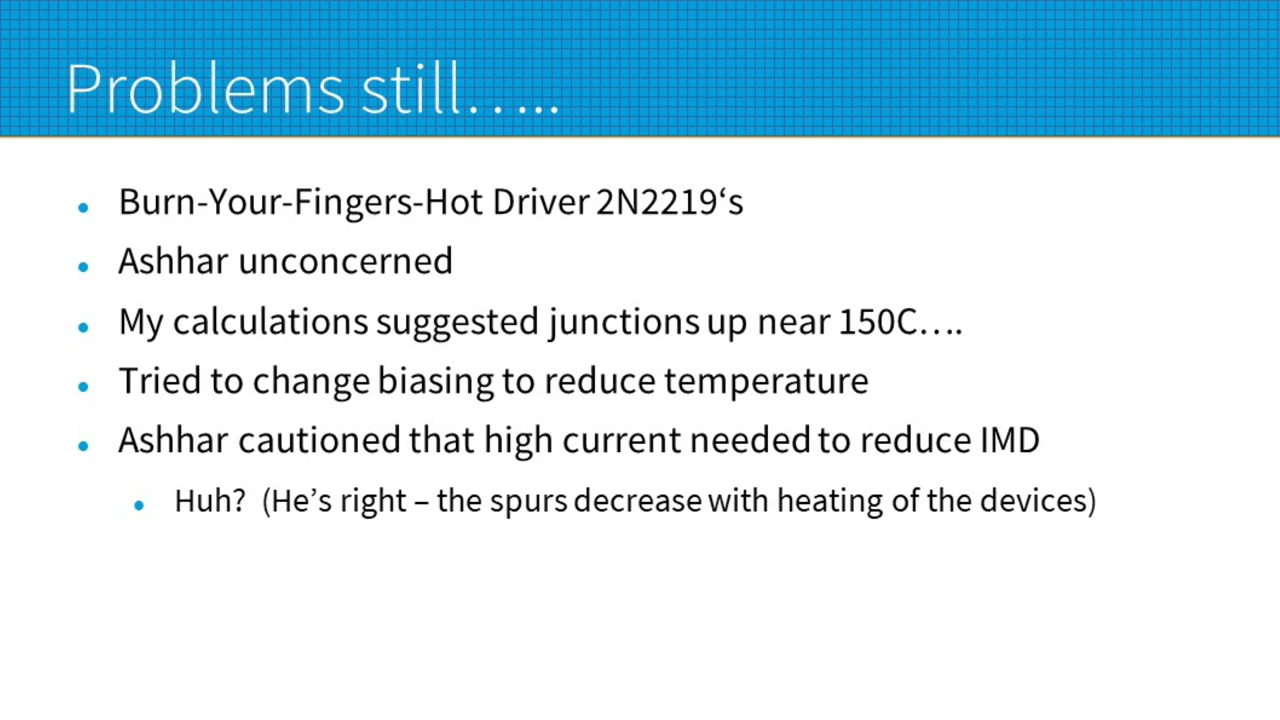 Problems still.….
Burn-Your-Fingers-Hot Driver 2N2219‘s
Ashhar unconcerned
My calculations suggested junctions up near 150C….
Tried to change biasing to reduce temperature
Ashhar cautioned that high current needed to reduce IMD
Huh?  (He’s right – the spurs decrease with heating of the devices)